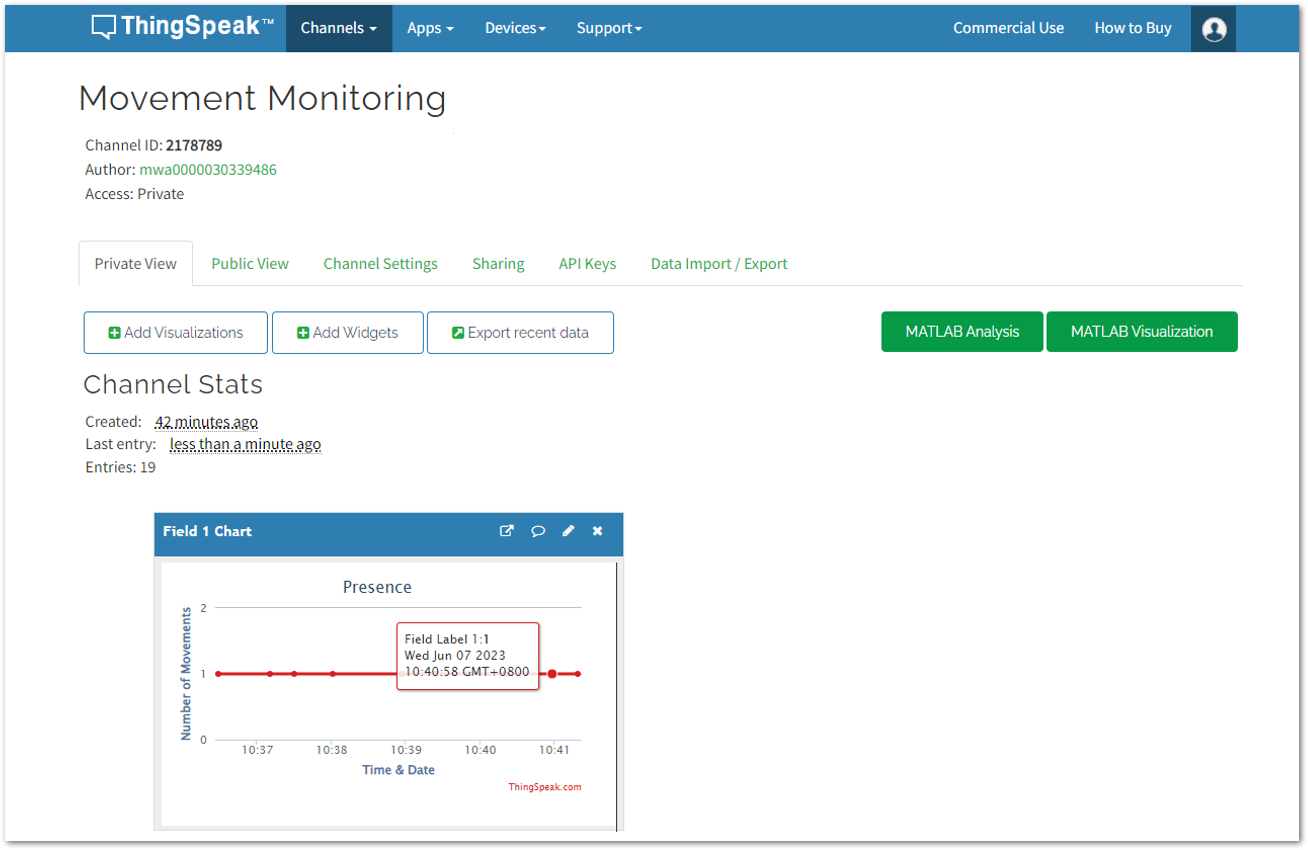 ThingSpeak™ Channels Apps Devices Support Commercial Use How to Buy
Movement Monitoring
Channel ID: 2178789
Author: mwa0000030339486
Access: Private
Private View Public View Channel Settings Sharing API Keys Data Import / Export
Add Visualizations Add Widgets Export recent data MATLAB Analysis MATLAB Visualization
Channel Stats
Created: 42 minutes ago
Last entry: less than a minute ago
Entries: 19
Field 1 Chart
Presence
Number of Movements
2
1
0
Field Label 1:1
Wed Jun 07 2023
10:40:58 GMT+0800
10:37 10:38 10:39 10:40 10:41
Time & Date
ThingSpeak.com